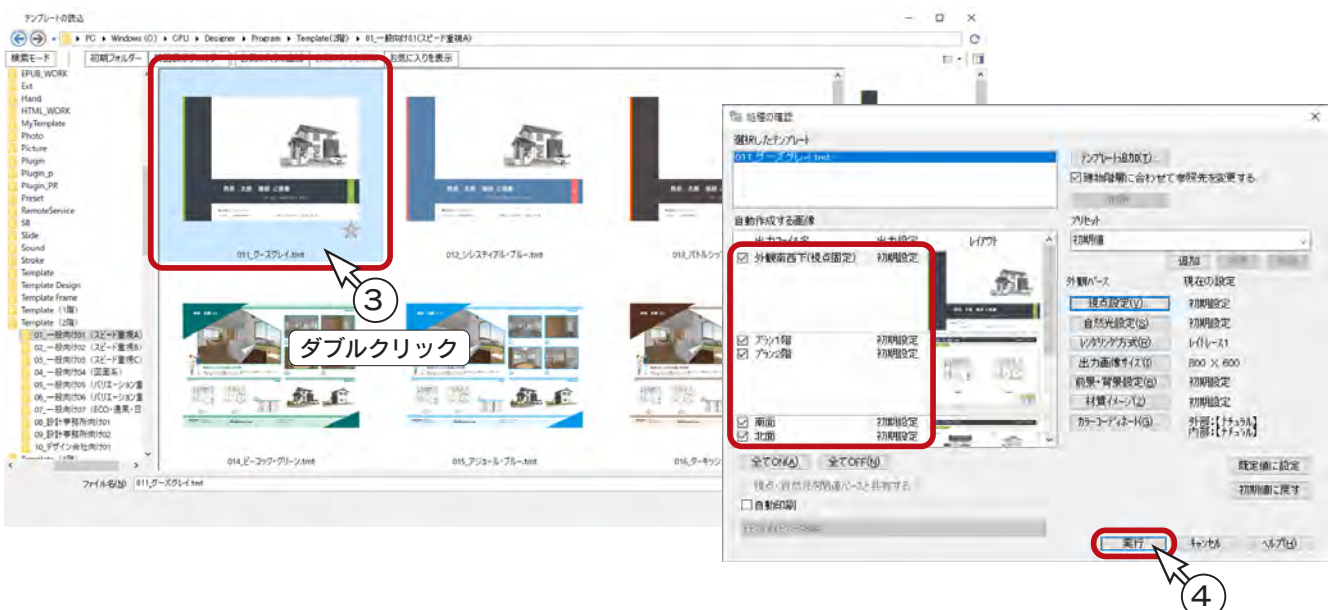 テンプレートの読込
PC ▸ Windows (C:) ▸ CPU ▸ Designer ▸ Program ▸ Template(2階) ▸ 01_一般向け01(スピード重視A)
検索モード
初期フォルダー
お気に入りを表示
EPUB_WORK
Ext
Hand
HTML_WORK
MyTemplate
Photo
Picture
Plugin
Plugin_p
Plugin_PR
Preset
RemoteService
SB
Slide
Sound
Stroke
Template
Template Design
Template Frame
Template (1階)
Template (2階)
01_一般向け01 (スピード重視A)
02_一般向け02 (スピード重視B)
03_一般向け03 (スピード重視C)
04_一般向け04 (図面系)
05_一般向け05 (バリエーション重
06_一般向け06 (バリエーション重
07_一般向け07 (ECO・通風・日
08_設計事務所向け01
09_設計事務所向け02
10_デザイン会社向け01
011_グースグレイ.tmt
012_シレスティアル・ブルー.tmt
014_ピーコック・グリーン.tmt
015_アジュール・ブルー.tmt
ファイル名(N):
011_グースグレイ.tmt
③
ダブルクリック
処理の確認
選択したテンプレート
011_グースグレイ.tmt
テンプレート追加(T)...
建物階層に合わせて参照先を変更する
自動作成する画像
出力ファイル名
出力設定
レイアウト
外観南西下(視点固定)
初期設定
プラン1階
初期設定
プラン2階
初期設定
南面
初期設定
北面
初期設定
プリセット
初期値
追加
外観パース
現在の設定
視点設定(V)...
初期設定
自然光設定(S)
初期設定
レンダリング方式(R)
レイトレース1
出力画像サイズ(I)
800 × 600
前景・背景設定(B)
初期設定
材質イメージ(Z)
初期設定
カラーコーディネート(G)
外部:【ナチュラル】
内部:【ナチュラル】
全てON(A)
全てOFF(N)
自動印刷
既定値に設定
初期値に戻す
実行
キャンセル
ヘルプ(H)
④